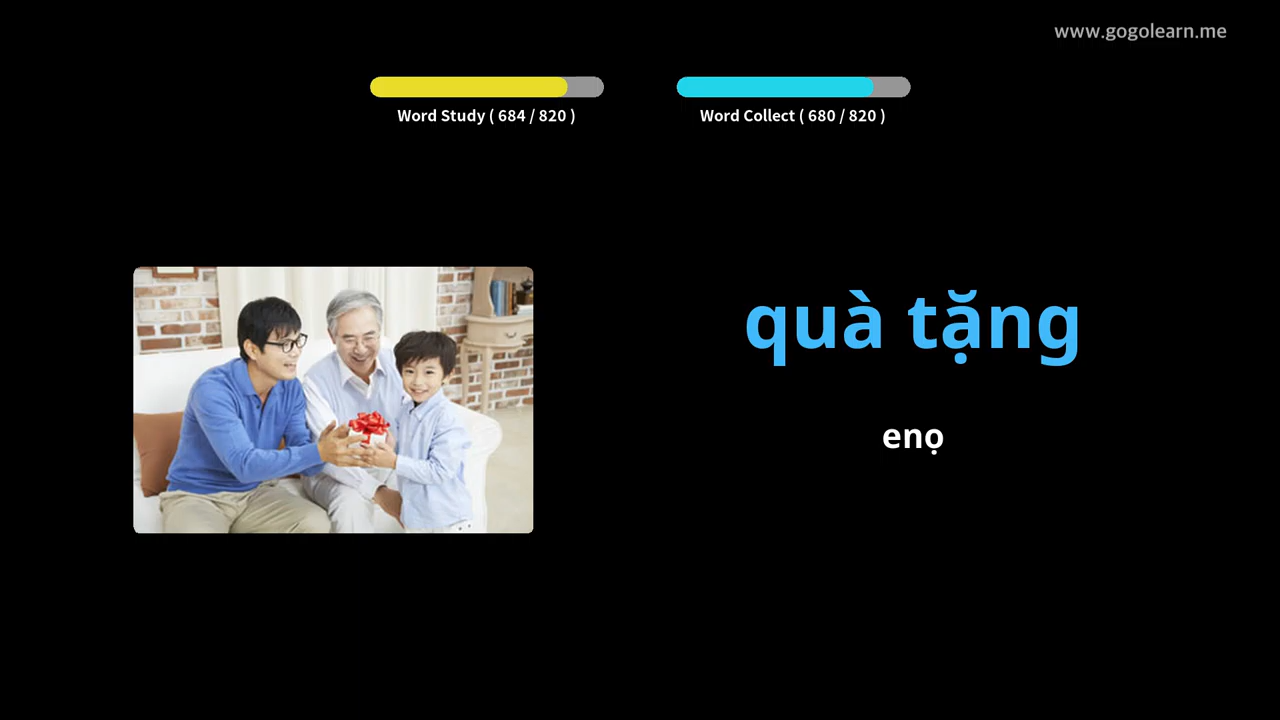 www.gogolearn.me
Word Study ( 684 / 820 )
Word Collect ( 680 / 820 )
quà tặng
enọ